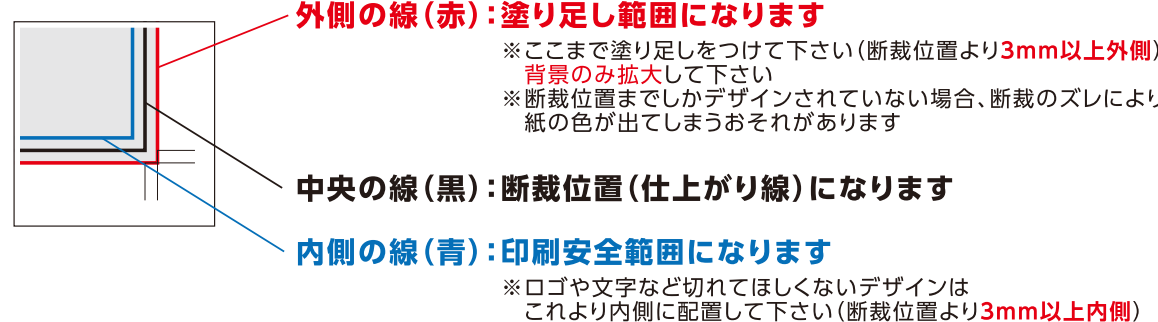 外側の線（赤）：塗り足し範囲になります
※ここまで塗り足しをつけて下さい（断裁位置より3mm以上外側）
背景のみ拡大して下さい
※断裁位置までしかデザインされていない場合、断裁のズレにより
紙の色が出てしまうおそれがあります
中央の線（黒）：断裁位置（仕上がり線）になります
内側の線（青）：印刷安全範囲になります
※ロゴや文字など切れてほしくないデザインは
これより内側に配置して下さい（断裁位置より3mm以上内側）